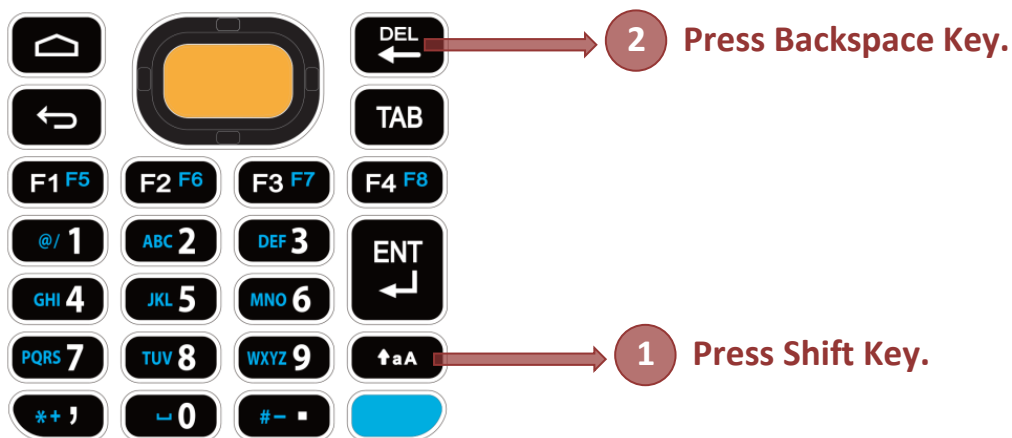 DEL
2 Press Backspace Key.
TAB
F1 F5 F2 F6 F3 F7 F4 F8
@/ 1 ABC 2 DEF 3
ENT
GHI 4 JKL 5 MNO 6
PQRS 7 TUV 8 WXYZ 9 aA
1 Press Shift Key.
*+ , ⎵ 0 #- .